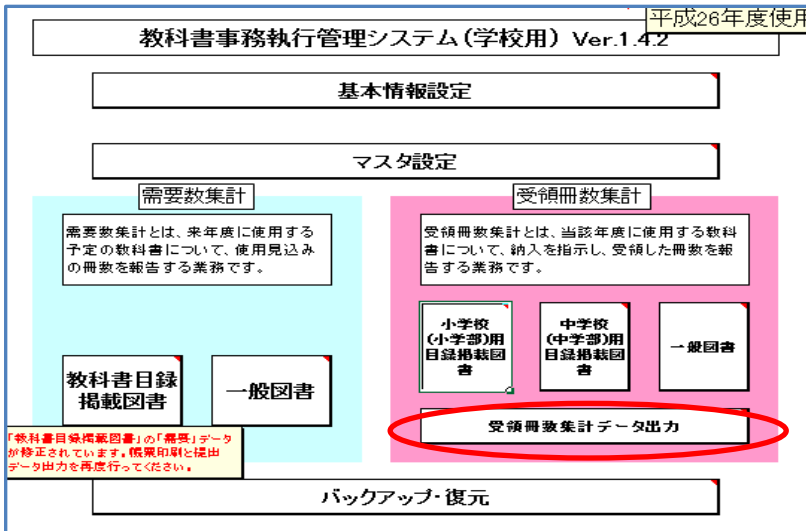 平成26年度使用
教科書事務執行管理システム(学校用) Ver.1.4.2
基本情報設定
マスタ設定
需要数集計
需要数集計とは、来年度に使用する
予定の教科書について、使用見込み
の冊数を報告する業務です。
教科書目録
掲載図書
一般図書
「教科書目録掲載図書」の「需要」データ
が修正されています。帳票印刷と提出
データ出力を再度行ってください。
受領冊数集計
受領冊数集計とは、当該年度に使用する教科
書について、納入を指示し、受領した冊数を報
告する業務です。
小学校
(小学部)用
目録掲載図
書
中学校
(中学部)用
目録掲載図
書
一般図書
受領冊数集計データ出力
バックアップ・復元